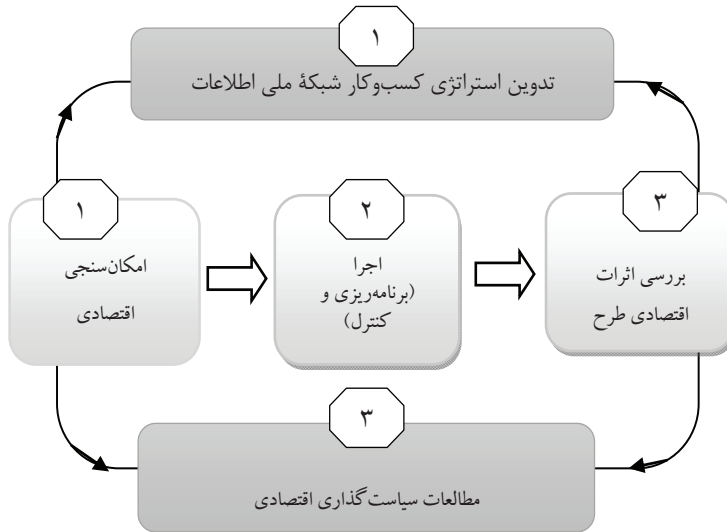 ۱
تدوین استراتژی کسب‌وکار شبکهٔ ملی اطلاعات
۳
بررسی اثرات
اقتصادی طرح
۲
اجرا
(برنامه‌ریزی و
کنترل)
۱
امکان‌سنجی
اقتصادی
۳
مطالعات سیاست‌گذاری اقتصادی